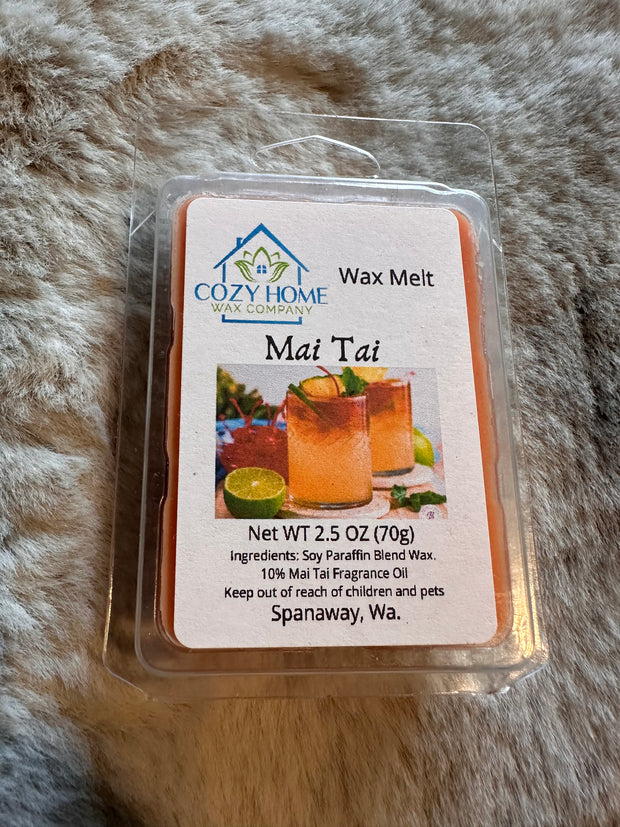 COZY HOME
WAX COMPANY
Wax Melt
Mai Tai
Net WT 2.5 OZ (70g)
Ingredients: Soy Paraffin Blend Wax.
10% Mai Tai Fragrance Oil
Keep out of reach of children and pets
Spanaway, Wa.